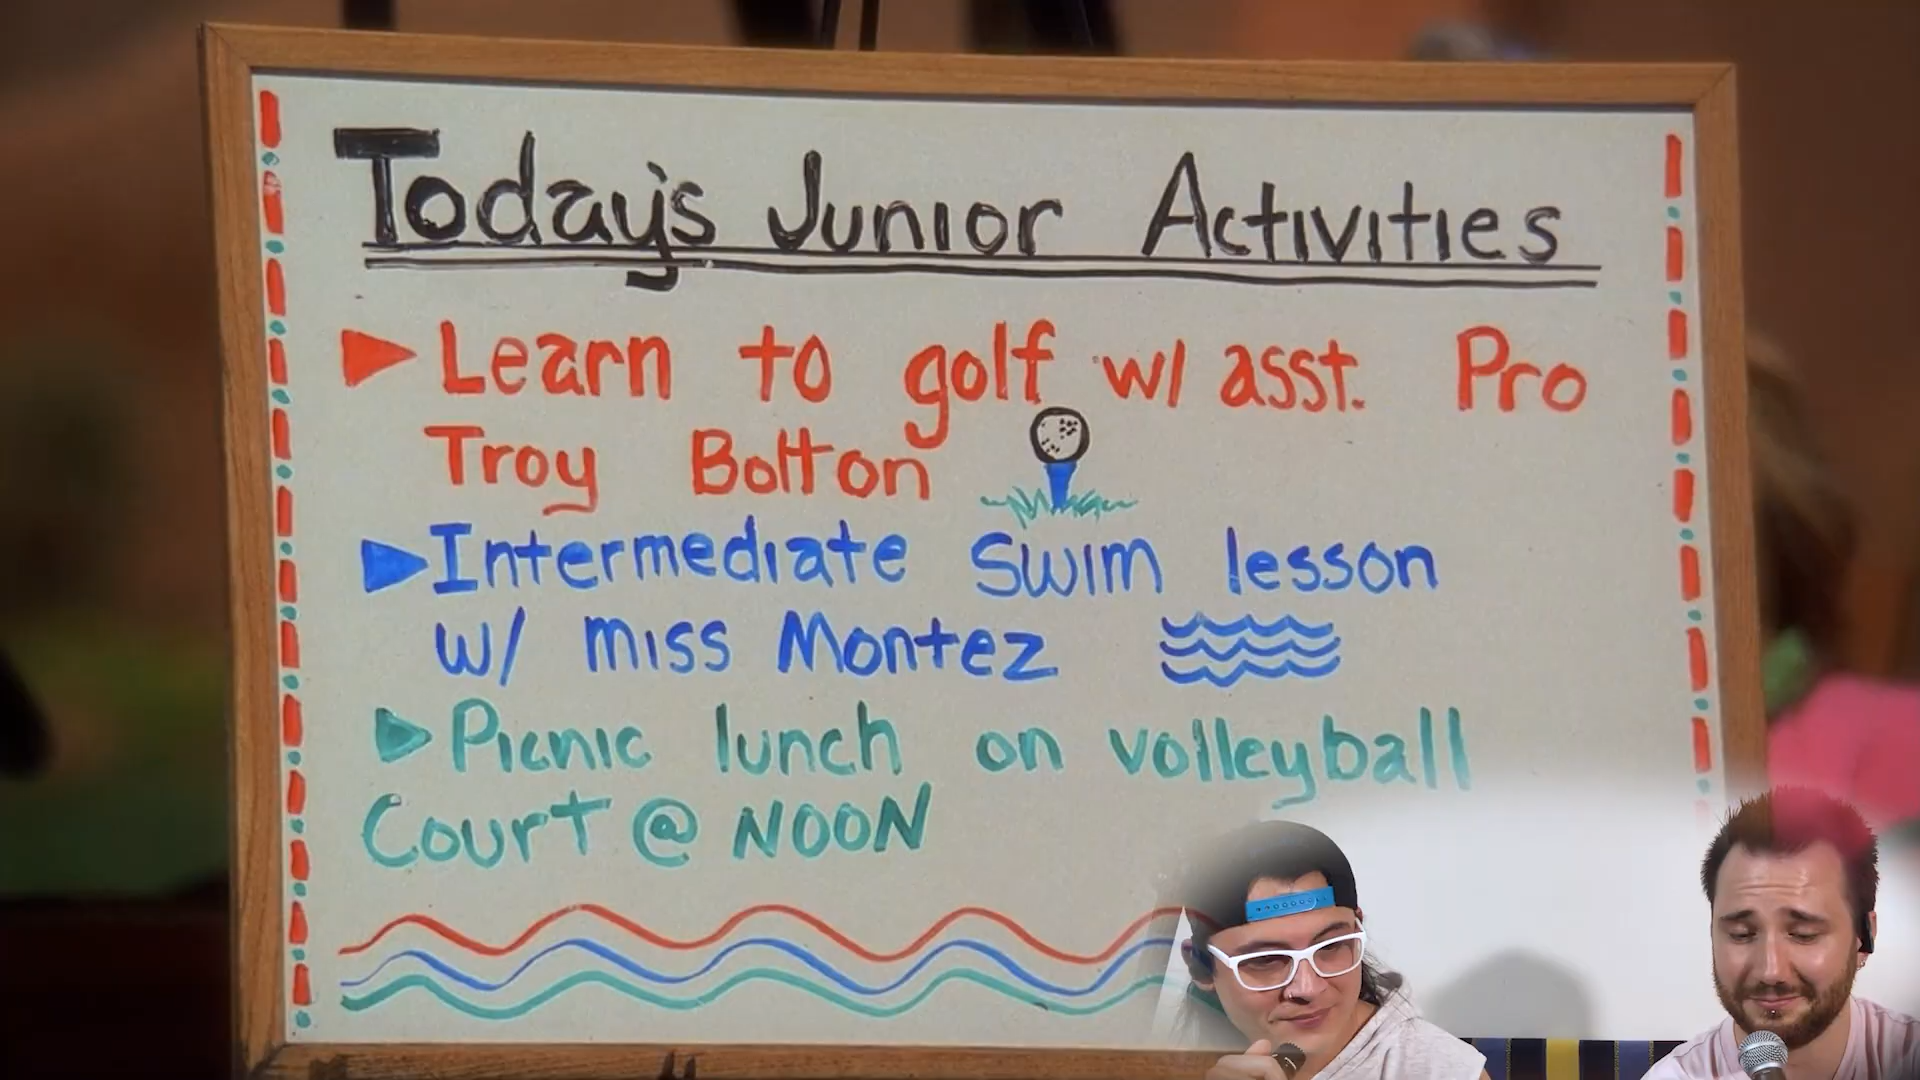 Today's Junior Activities
Learn to golf w/ asst. Pro
Troy Bolton
Intermediate swim lesson
w/ miss Montez
Picnic lunch on volleyball
Court @ NOON